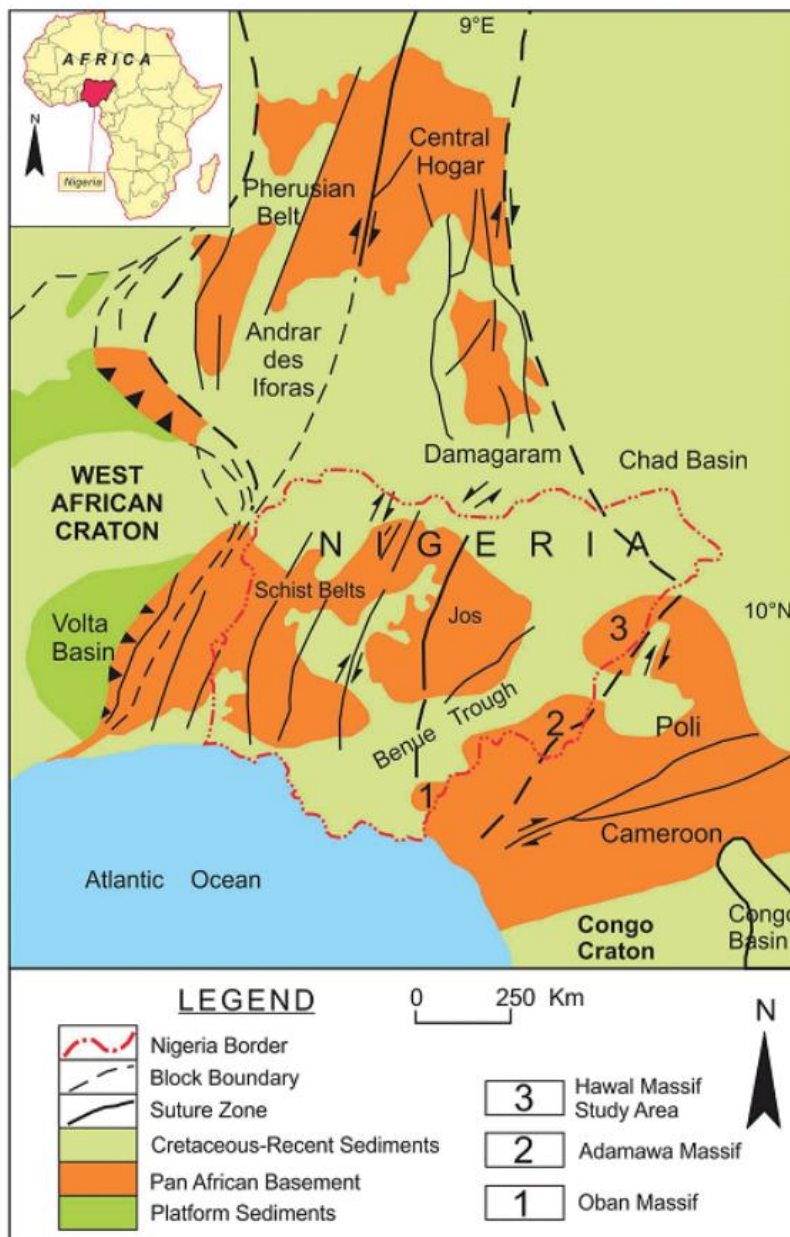 AFRICA
N
Nigeria
9°E
Central
Hogar
Pherusian
Belt
Andrar
des
Iforas
Damagaram
Chad Basin
WEST
AFRICAN
CRATON
NIGERIA
Schist Belts
Volta
Basin
Jos
10°N
3
Benue Trough
2
Poli
1
Cameroon
Atlantic Ocean
Congo
Craton
Congo
Basin
LEGEND
0 250 Km
N
Nigeria Border
Block Boundary
Suture Zone
Cretaceous-Recent Sediments
Pan African Basement
Platform Sediments
3 Hawal Massif
Study Area
2 Adamawa Massif
1 Oban Massif